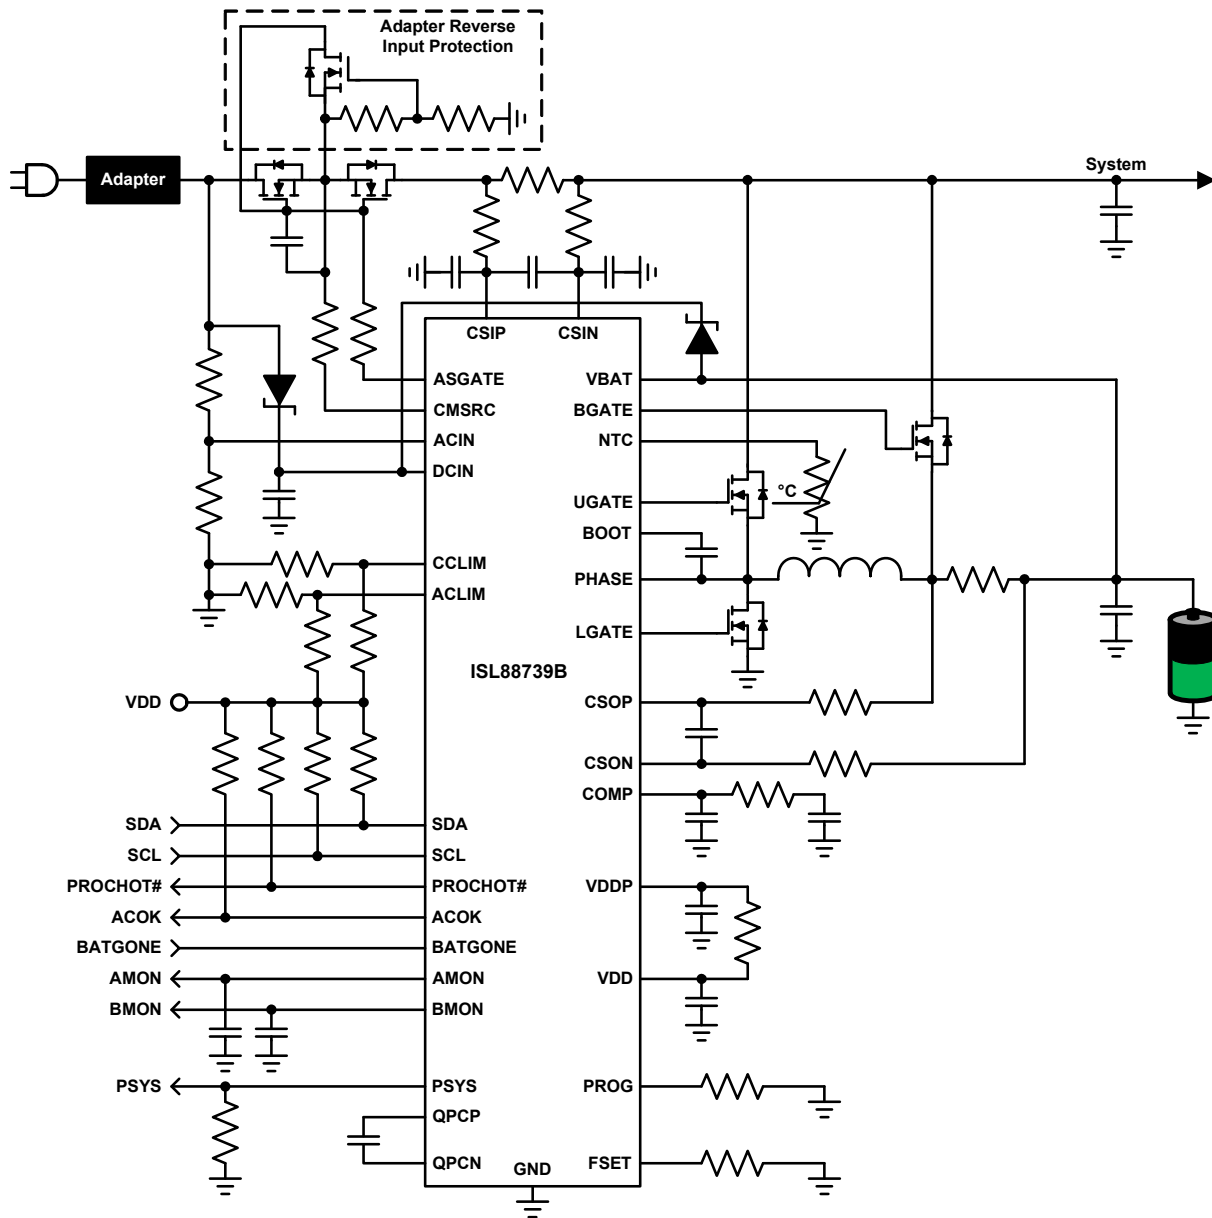 Adapter Reverse
Input Protection
Adapter
System
CSIP
CSIN
ASGATE
VBAT
CMSRC
BGATE
ACIN
NTC
DCIN
°C
UGATE
BOOT
CCLIM
PHASE
ACLIM
LGATE
ISL88739B
VDD
CSOP
CSON
COMP
SDA
SDA
SCL
SCL
PROCHOT#
PROCHOT#
VDDP
ACOK
ACOK
BATGONE
BATGONE
AMON
AMON
VDD
BMON
BMON
PSYS
PSYS
PROG
QPCP
QPCN
GND
FSET